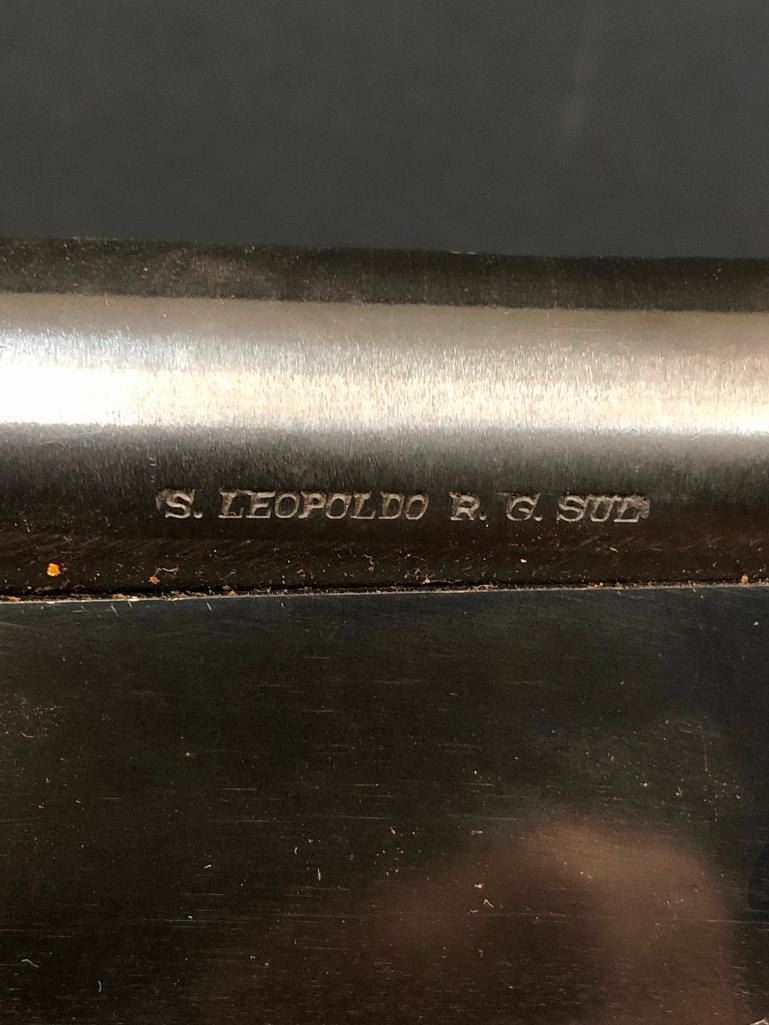 S. LEOPOLDO R. G. SUL